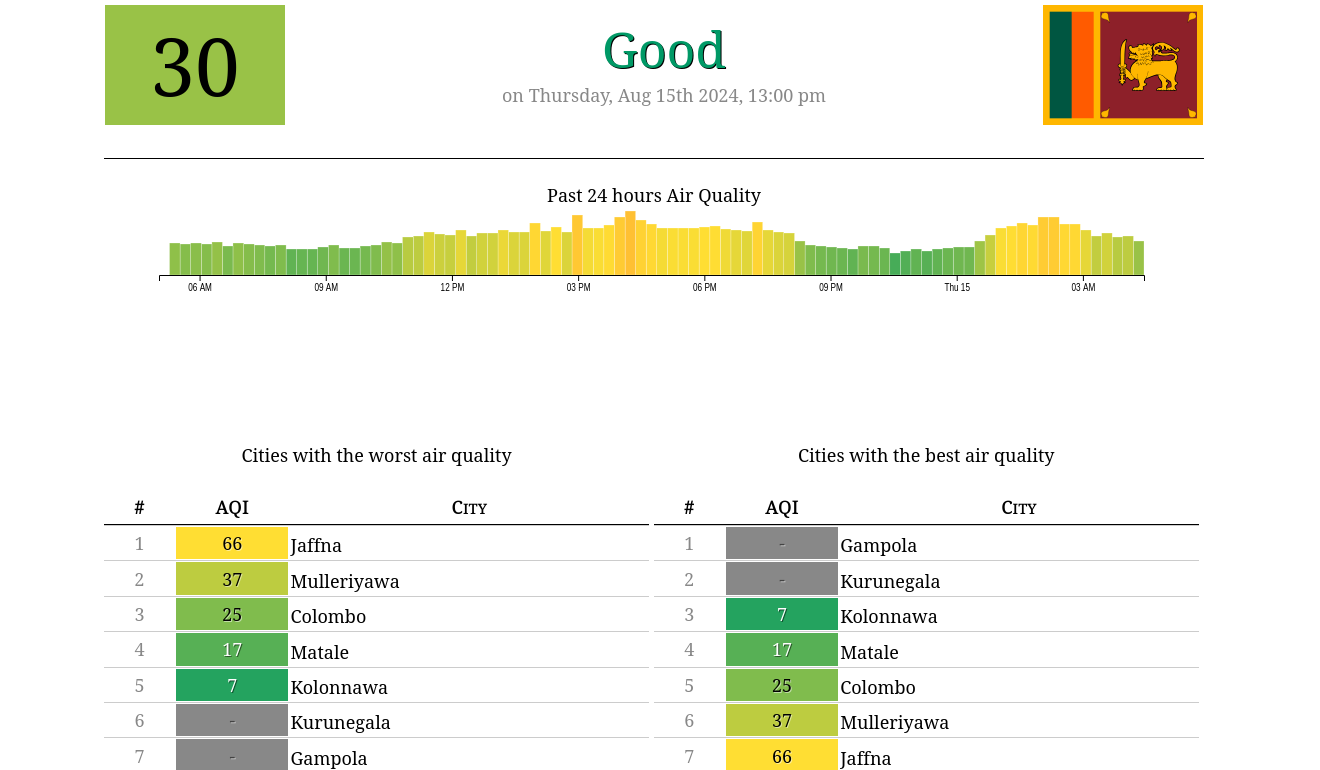 30
Good
on Thursday, Aug 15th 2024, 13:00 pm
Past 24 hours Air Quality
06 AM 09 AM 12 PM 03 PM 06 PM 09 PM Thu 15 03 AM
Cities with the worst air quality
# AQI City
1 66 Jaffna
2 37 Mulleriyawa
3 25 Colombo
4 17 Matale
5 7 Kolonnawa
6 - Kurunegala
7 - Gampola
Cities with the best air quality
# AQI City
1 - Gampola
2 - Kurunegala
3 7 Kolonnawa
4 17 Matale
5 25 Colombo
6 37 Mulleriyawa
7 66 Jaffna